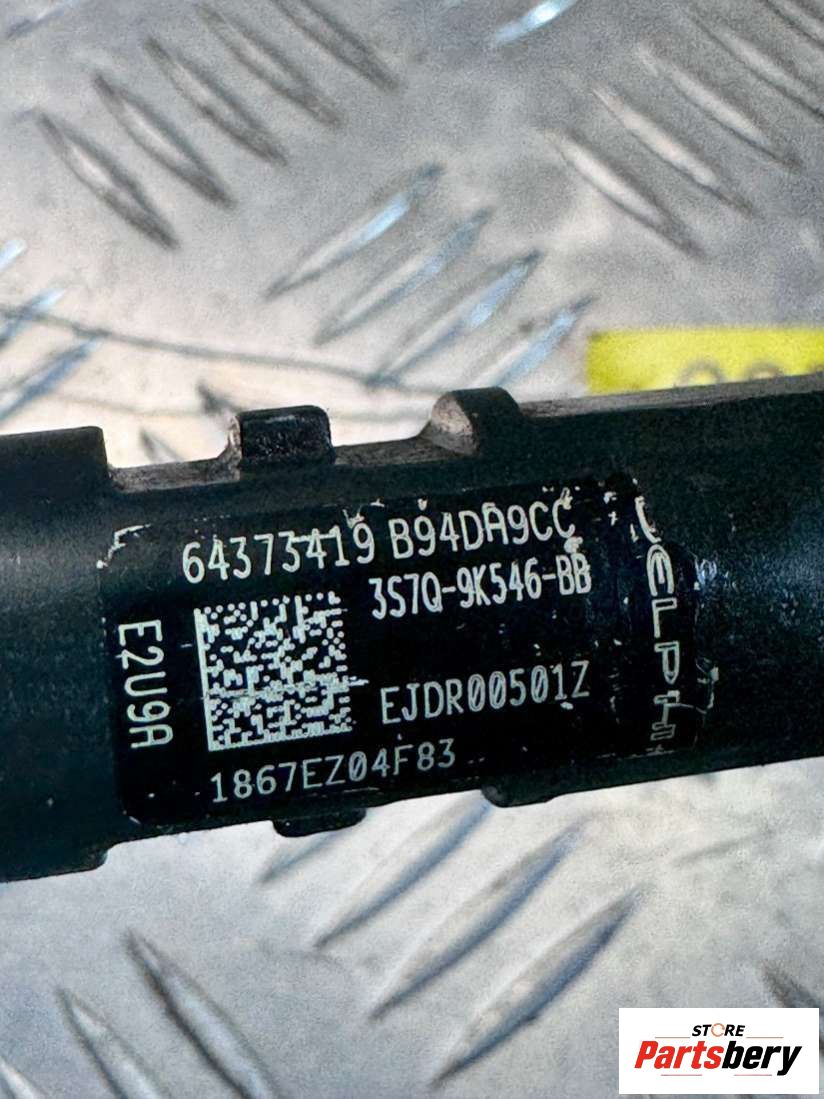 64373419 B94DA9CC
3S7Q-9K546-BB
E2U9A
EJDR00501Z
1867EZ04F83
DELPHI
STORE
Partsbery